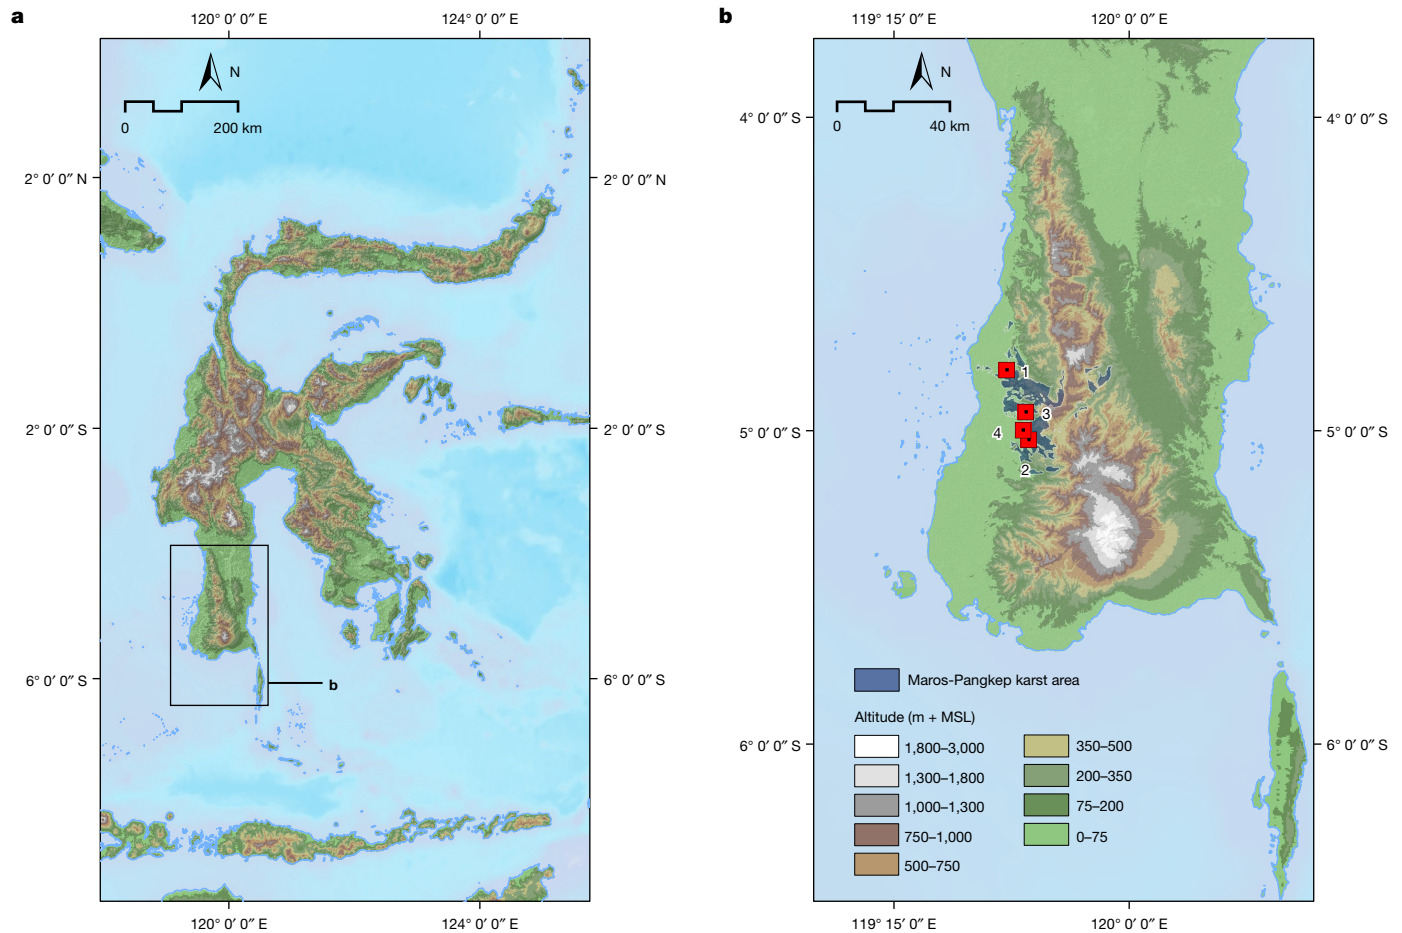 a
120° 0′ 0″ E
124° 0′ 0″ E
N
0
200 km
2° 0′ 0″ N
2° 0′ 0″ N
2° 0′ 0″ S
2° 0′ 0″ S
6° 0′ 0″ S
6° 0′ 0″ S
b
120° 0′ 0″ E
124° 0′ 0″ E
b
119° 15′ 0″ E
120° 0′ 0″ E
N
0
40 km
4° 0′ 0″ S
4° 0′ 0″ S
1
3
4
2
5° 0′ 0″ S
5° 0′ 0″ S
Maros-Pangkep karst area
Altitude (m + MSL)
1,800–3,000
1,300–1,800
1,000–1,300
750–1,000
500–750
350–500
200–350
75–200
0–75
6° 0′ 0″ S
6° 0′ 0″ S
119° 15′ 0″ E
120° 0′ 0″ E